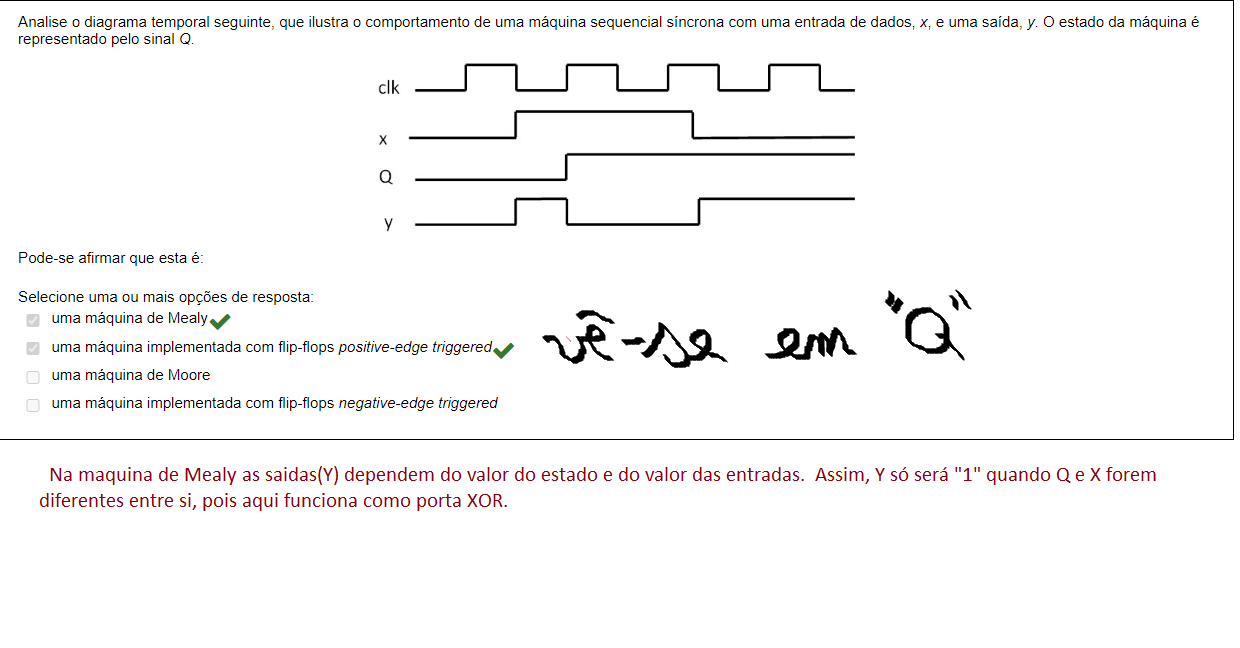 Analise o diagrama temporal seguinte, que ilustra o comportamento de uma máquina sequencial síncrona com uma entrada de dados, x, e uma saída, y. O estado da máquina é
representado pelo sinal Q.
clk
x
Q
y
Pode-se afirmar que esta é:
Selecione uma ou mais opções de resposta:
uma máquina de Mealy
uma máquina implementada com flip-flops positive-edge triggered
vê-se em "Q"
uma máquina de Moore
uma máquina implementada com flip-flops negative-edge triggered
Na maquina de Mealy as saidas(Y) dependem do valor do estado e do valor das entradas. Assim, Y só será "1" quando Q e X forem
diferentes entre si, pois aqui funciona como porta XOR.